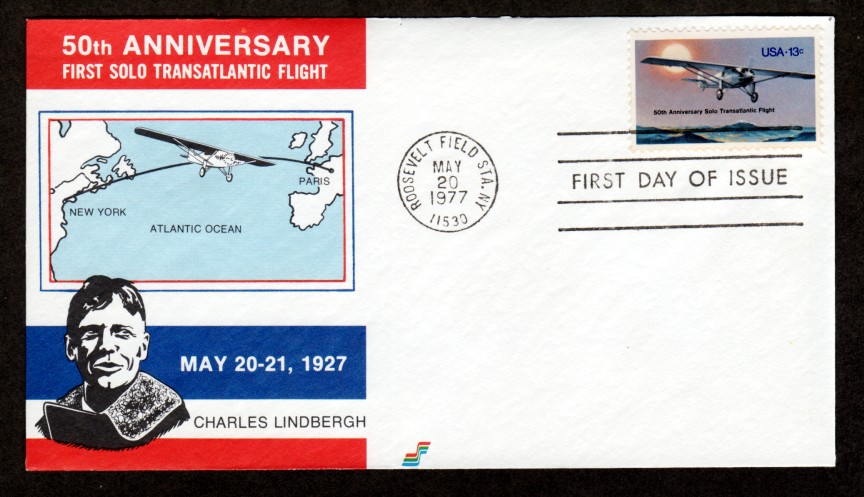 50th ANNIVERSARY
FIRST SOLO TRANSATLANTIC FLIGHT
NEW YORK
PARIS
ATLANTIC OCEAN
MAY 20-21, 1927
CHARLES LINDBERGH
USA·13c
50th Anniversary Solo Transatlantic Flight
ROOSEVELT FIELD STA. NY
MAY
20
1977
11530
FIRST DAY OF ISSUE